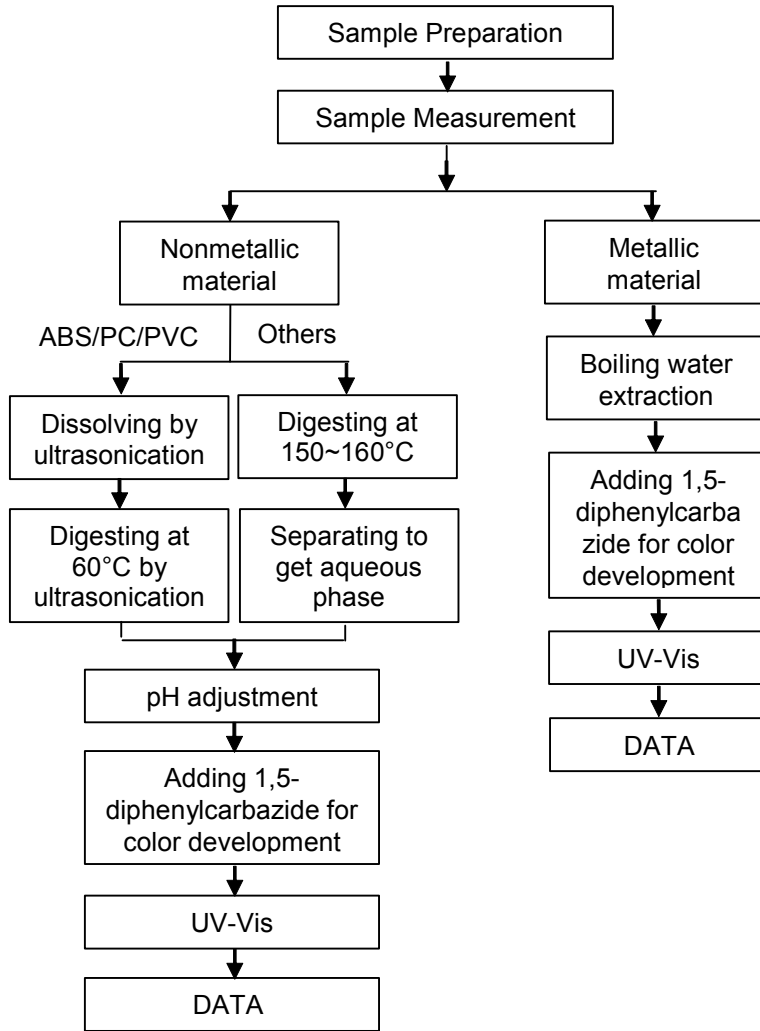 Sample Preparation
Sample Measurement
Nonmetallic
material
ABS/PC/PVC
Others
Dissolving by
ultrasonication
Digesting at
150~160°C
Digesting at
60°C by
ultrasonication
Separating to
get aqueous
phase
pH adjustment
Adding 1,5-
diphenylcarbazide for
color development
UV-Vis
DATA
Metallic
material
Boiling water
extraction
Adding 1,5-
diphenylcarba
zide for color
development
UV-Vis
DATA